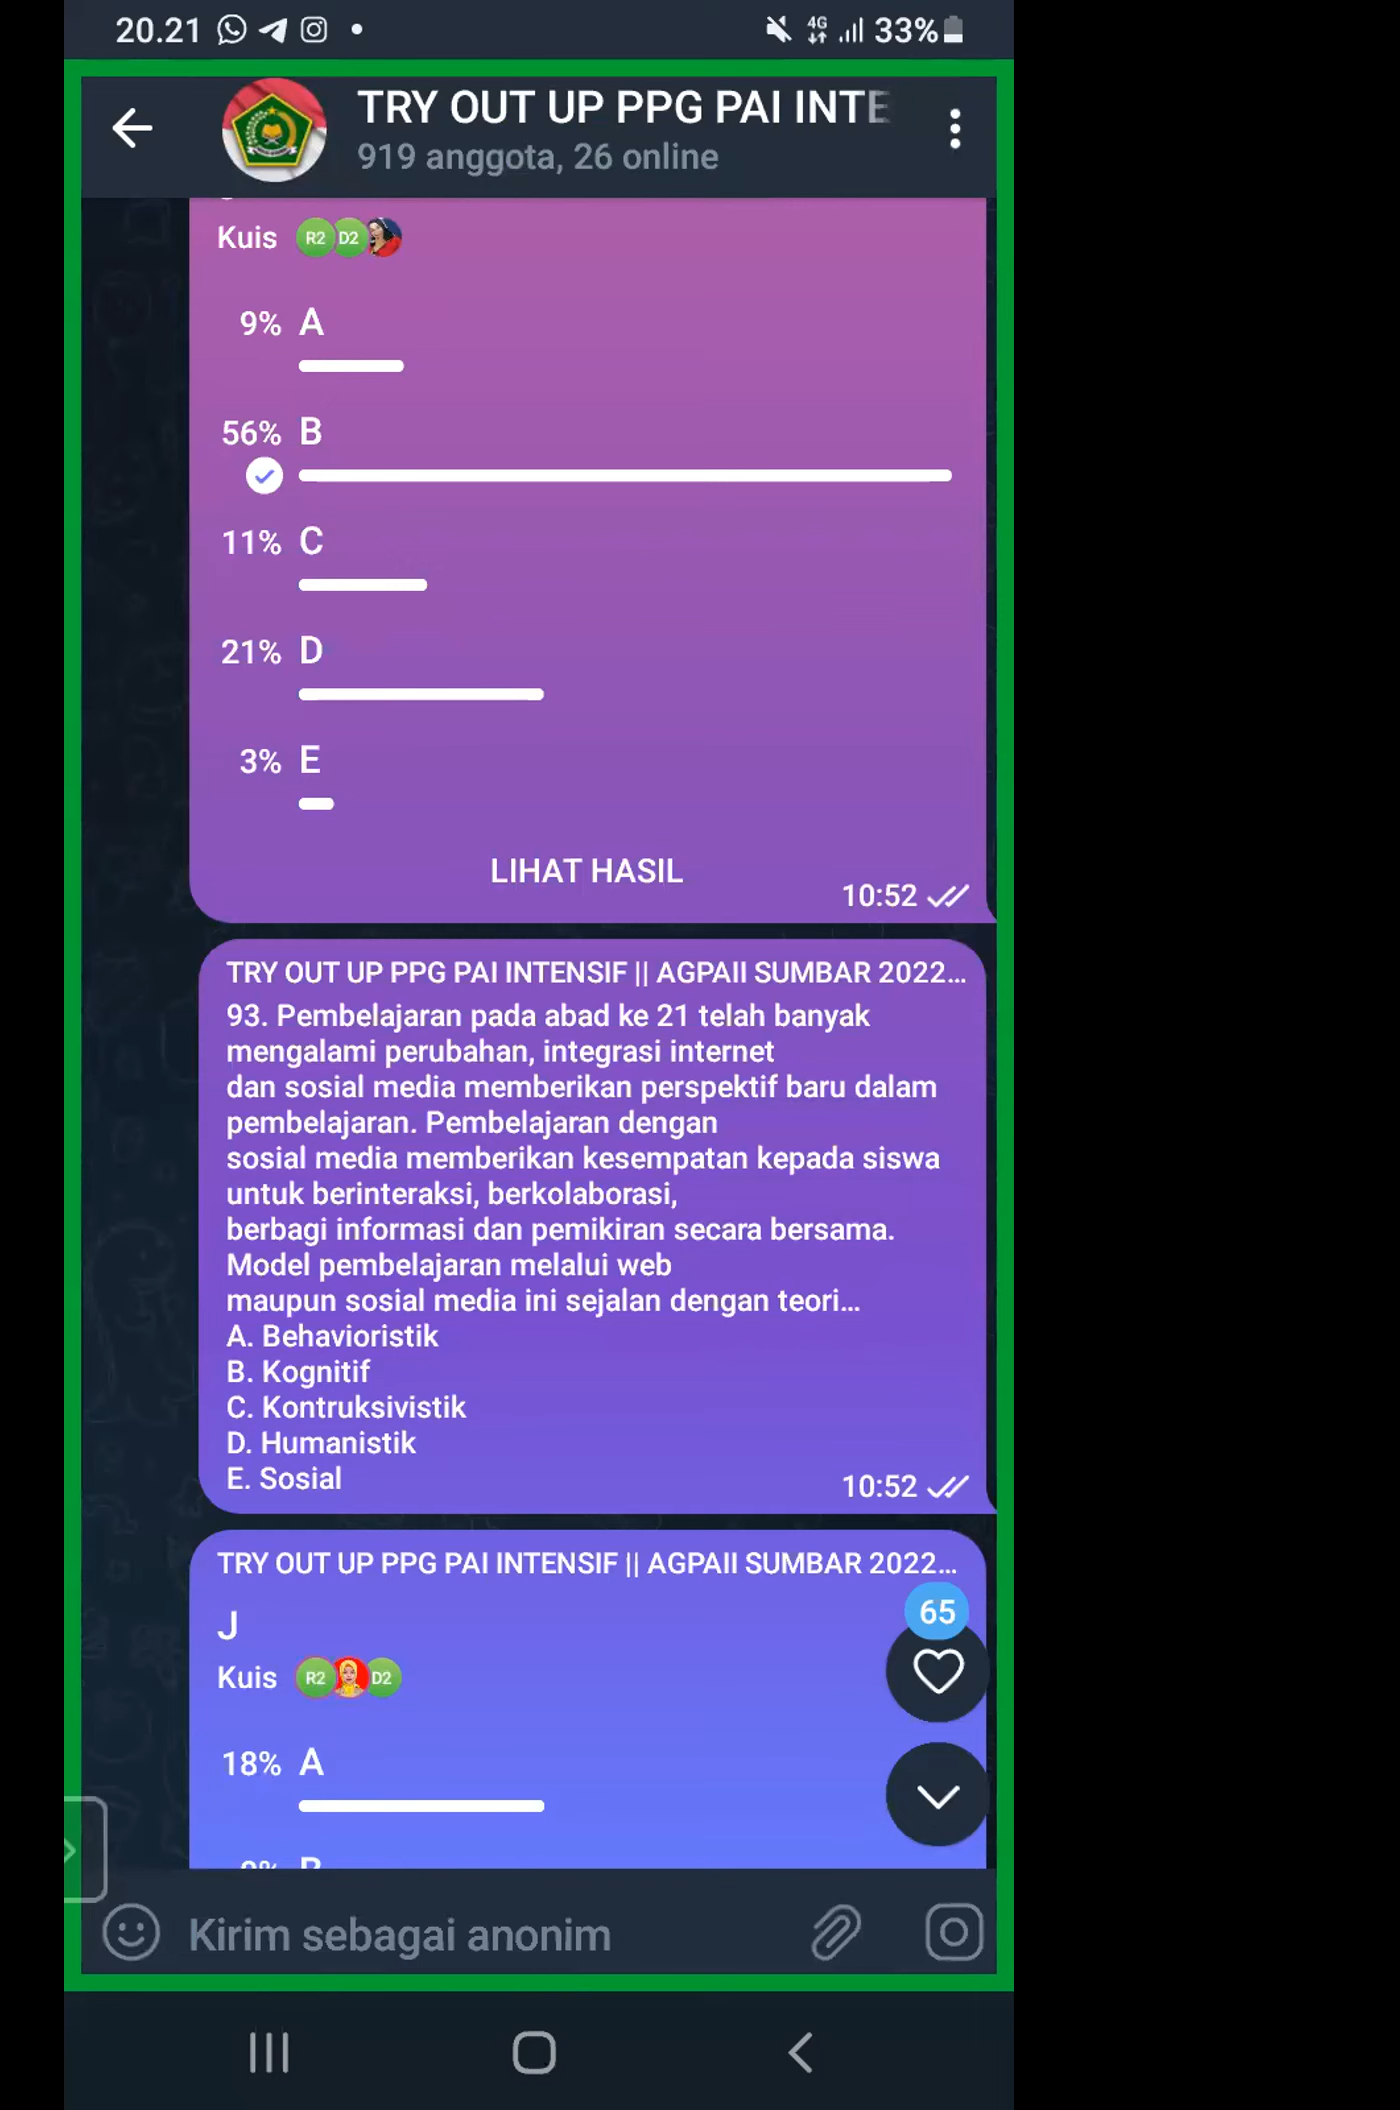 20.21
4G
33%
TRY OUT UP PPG PAI INTE
919 anggota, 26 online
Kuis R2 D2
9% A
56% B
11% C
21% D
3% E
LIHAT HASIL
10:52
TRY OUT UP PPG PAI INTENSIF || AGPAII SUMBAR 2022...
93. Pembelajaran pada abad ke 21 telah banyak
mengalami perubahan, integrasi internet
dan sosial media memberikan perspektif baru dalam
pembelajaran. Pembelajaran dengan
sosial media memberikan kesempatan kepada siswa
untuk berinteraksi, berkolaborasi,
berbagi informasi dan pemikiran secara bersama.
Model pembelajaran melalui web
maupun sosial media ini sejalan dengan teori...
A. Behavioristik
B. Kognitif
C. Kontruksivistik
D. Humanistik
E. Sosial
10:52
TRY OUT UP PPG PAI INTENSIF || AGPAII SUMBAR 2022...
65
J
Kuis R2 D2
18% A
B
Kirim sebagai anonim